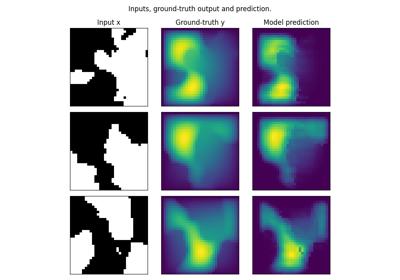 Inputs, ground-truth output and prediction.
Input x
Ground-truth y
Model prediction